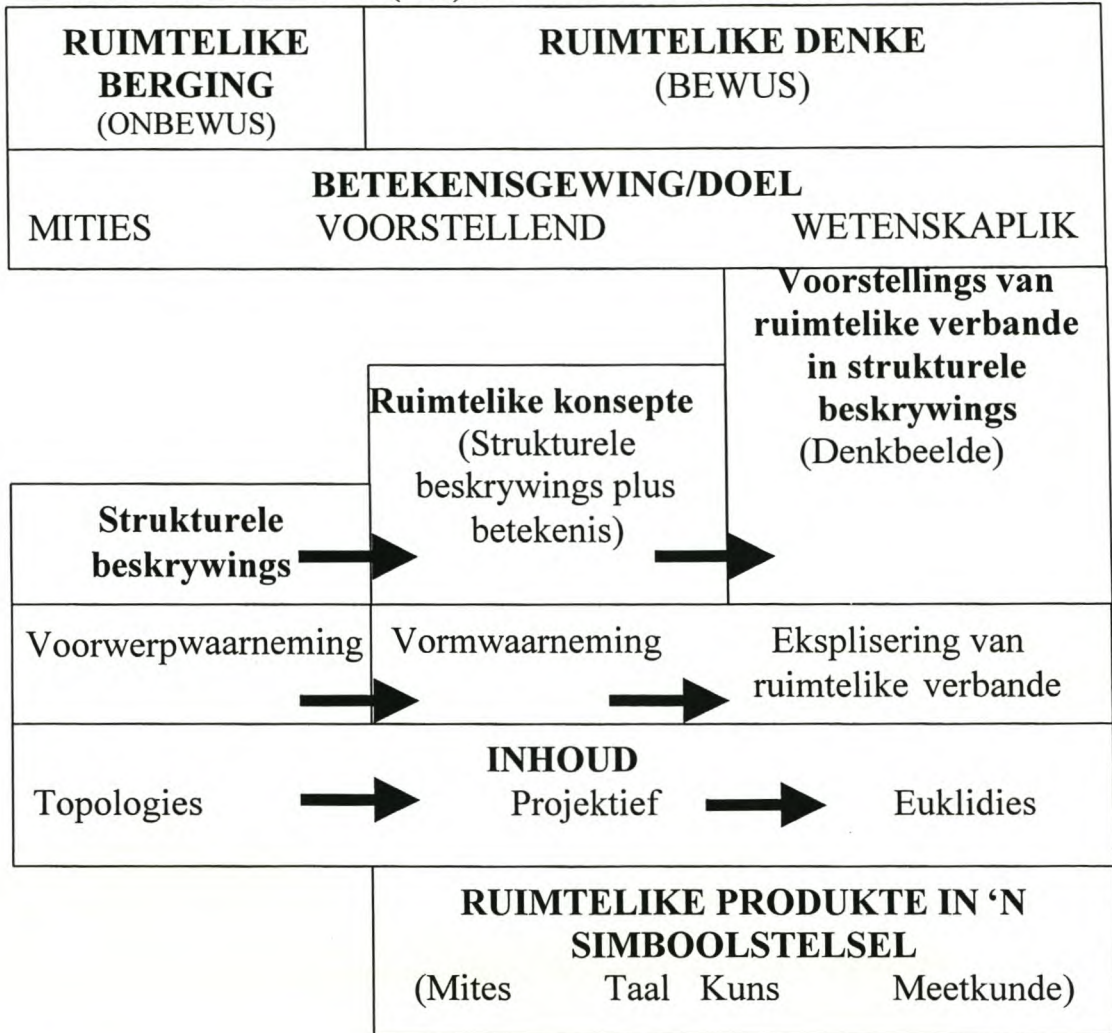 RUIMTELIKE
BERGING
(ONBEWUS)
RUIMTELIKE DENKE
(BEWUS)
BETEKENISGEWING/DOEL
MITIES VOORSTELLEND WETENSKAPLIK
Voorstellings van
ruimtelike verbande
in strukturele
beskrywings
(Denkbeelde)
Ruimtelike konsepte
(Strukturele
beskrywings plus
betekenis)
Strukturele
beskrywings
Voorwerpwaarneming
Vormwaarneming
Eksplisering van
ruimtelike verbande
INHOUD
Topologies Projektief Euklidies
RUIMTELIKE PRODUKTE IN ‘N
SIMBOOLSTELSEL
(Mites Taal Kuns Meetkunde)